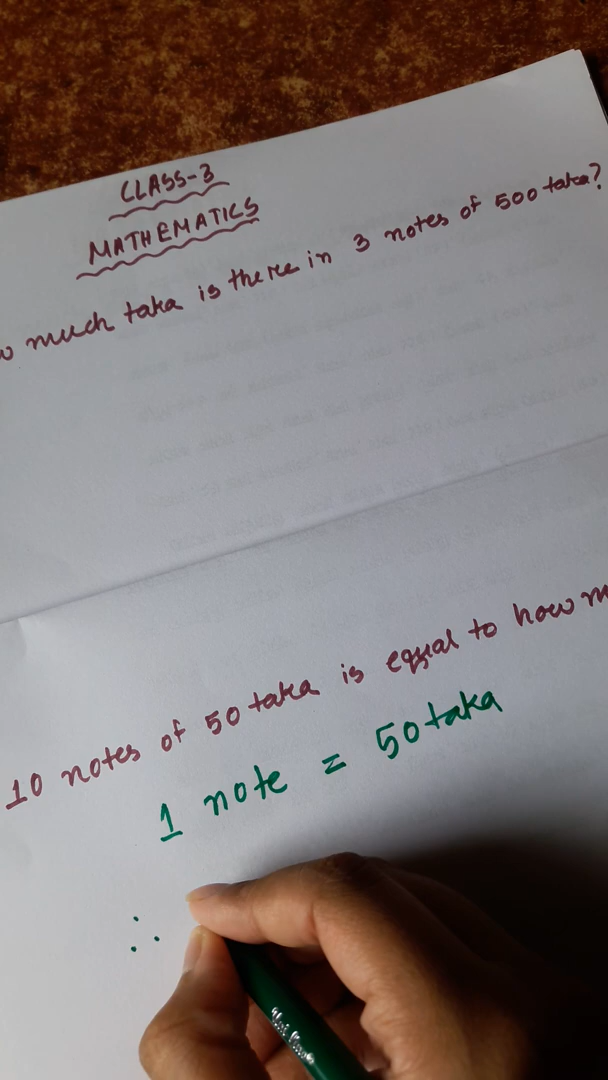 CLASS-3
MATHEMATICS
much taka is there in 3 notes of 500 taka?
10 notes of 50 taka is equal to how
1 note = 50 taka
∴